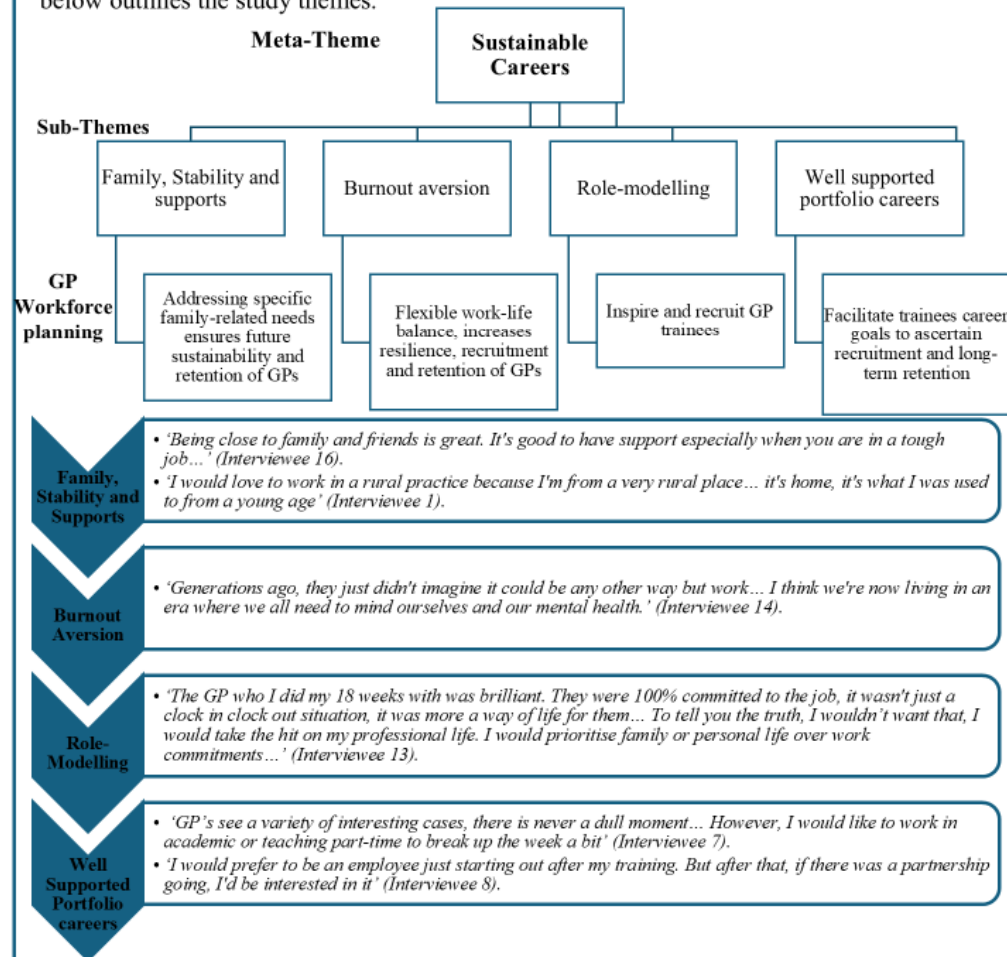 below outlines the study themes.
Meta-Theme
Sustainable
Careers
Sub-Themes
Family, Stability and
supports
Burnout aversion
Role-modelling
Well supported
portfolio careers
GP
Workforce
planning
Addressing specific
family-related needs
ensures future
sustainability and
retention of GPs
Flexible work-life
balance, increases
resilience, recruitment
and retention of GPs
Inspire and recruit GP
trainees
Facilitate trainees career
goals to ascertain
recruitment and long-
term retention
Family,
Stability and
Supports
• ‘Being close to family and friends is great. It's good to have support especially when you are in a tough
job…’ (Interviewee 16).
• ‘I would love to work in a rural practice because I'm from a very rural place… it's home, it's what I was used
to from a young age’ (Interviewee 1).
Burnout
Aversion
• ‘Generations ago, they just didn't imagine it could be any other way but work… I think we're now living in an
era where we all need to mind ourselves and our mental health.’ (Interviewee 14).
Role-
Modelling
• ‘The GP who I did my 18 weeks with was brilliant. They were 100% committed to the job, it wasn't just a
clock in clock out situation, it was more a way of life for them… To tell you the truth, I wouldn’t want that, I
would take the hit on my professional life. I would prioritise family or personal life over work
commitments…’ (Interviewee 13).
Well
Supported
Portfolio
careers
• ‘GP’s see a variety of interesting cases, there is never a dull moment… However, I would like to work in
academic or teaching part-time to break up the week a bit’ (Interviewee 7).
• ‘I would prefer to be an employee just starting out after my training. But after that, if there was a partnership
going, I'd be interested in it’ (Interviewee 8).